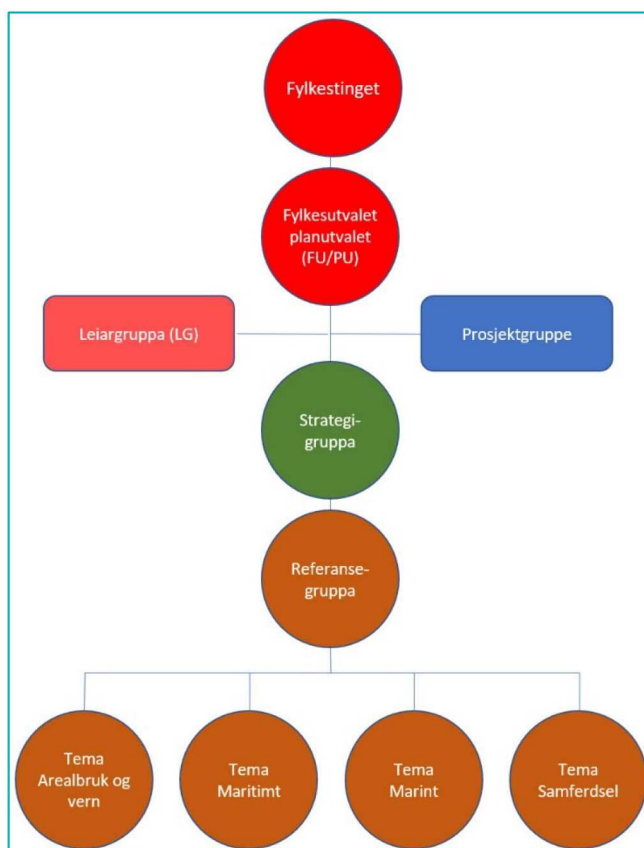 Fylkestinget
Fylkesutvalet
planutvalet
(FU/PU)
Leiargruppa (LG)
Prosjektgruppe
Strategi-
gruppa
Referanse-
gruppa
Tema
Arealbruk og
vern
Tema
Maritimt
Tema
Marint
Tema
Samferdsel